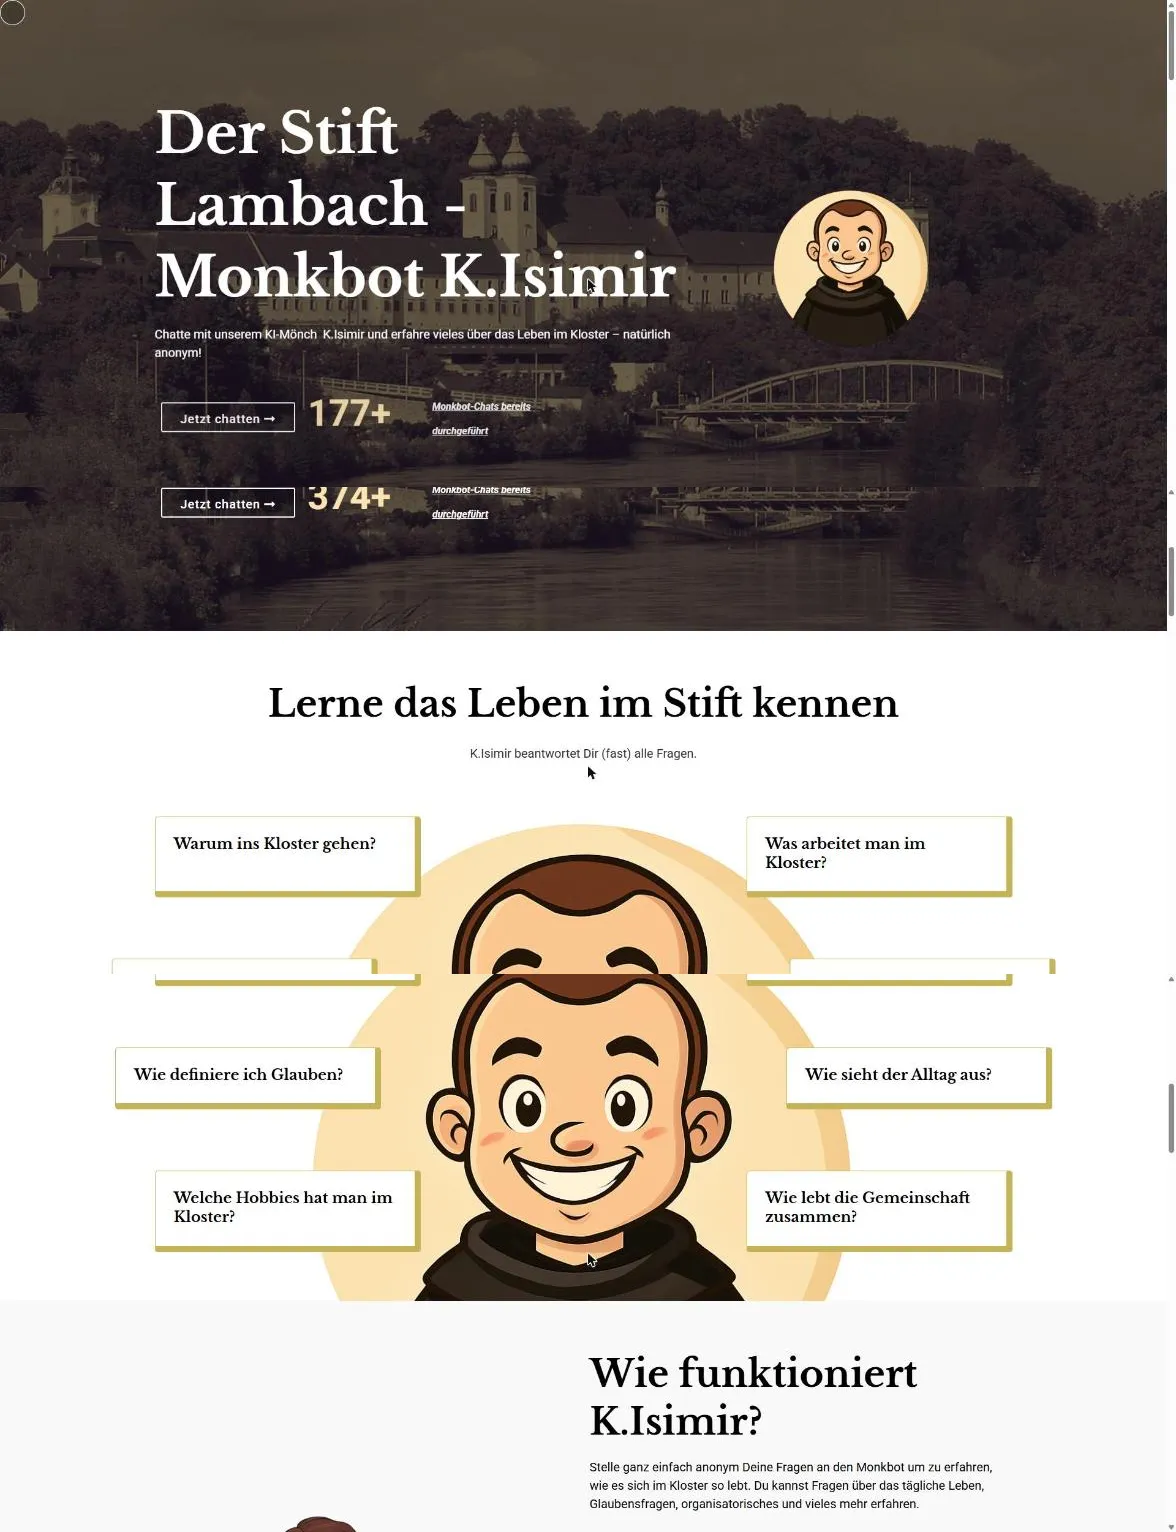 Der Stift
Lambach -
Monkbot K.Isimir
Chatte mit unserem KI-Mönch K.Isimir und erfahre vieles über das Leben im Kloster – natürlich
anonym!
Jetzt chatten →
177+
Monkbot-Chats bereits
durchgeführt
Jetzt chatten →
374+
Monkbot-Chats bereits
durchgeführt
Lerne das Leben im Stift kennen
K.Isimir beantwortet Dir (fast) alle Fragen.
Warum ins Kloster gehen?
Was arbeitet man im
Kloster?
Wie definiere ich Glauben?
Wie sieht der Alltag aus?
Welche Hobbies hat man im
Kloster?
Wie lebt die Gemeinschaft
zusammen?
Wie funktioniert
K.Isimir?
Stelle ganz einfach anonym Deine Fragen an den Monkbot um zu erfahren,
wie es sich im Kloster so lebt. Du kannst Fragen über das tägliche Leben,
Glaubensfragen, organisatorisches und vieles mehr erfahren.